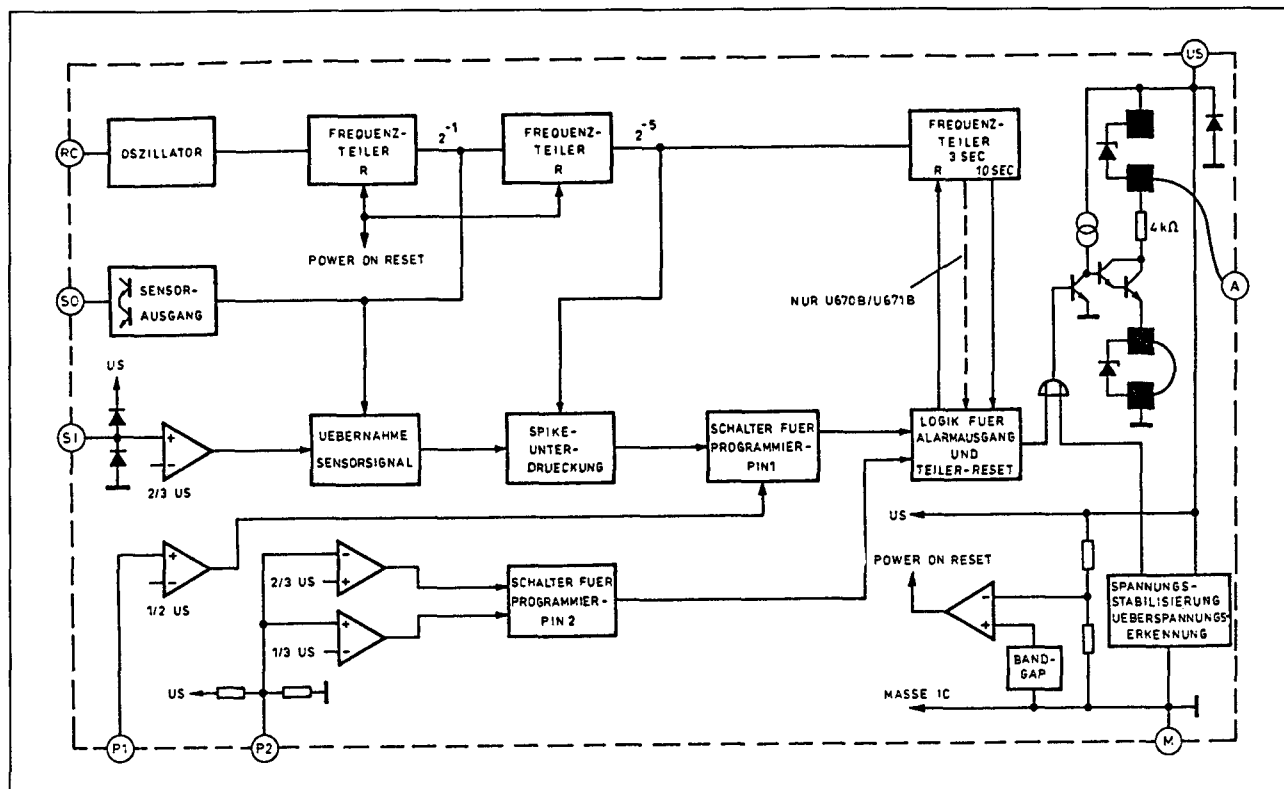 US
RC
OSZILLATOR
FREQUENZ-
TEILER
R
2⁻¹
FREQUENZ-
TEILER
R
2⁻⁵
FREQUENZ-
TEILER
3 SEC
R 10 SEC
POWER ON RESET
4 kΩ
SO
SENSOR-
AUSGANG
NUR U670B/U671B
A
US
SI
+
-
2/3 US
UEBERNAHME
SENSORSIGNAL
SPIKE-
UNTER-
DRUECKUNG
SCHALTER FUER
PROGRAMMIER-
PIN1
LOGIK FUER
ALARMAUSGANG
UND
TEILER-RESET
+
-
1/2 US
-
2/3 US +
+
1/3 US -
SCHALTER FUER
PROGRAMMIER-
PIN 2
US
POWER ON RESET
-
+
BAND-
GAP
SPANNUNGS-
STABILISIERUNG
UEBERSPANNUNGS-
ERKENNUNG
US
MASSE IC
P1
P2
M